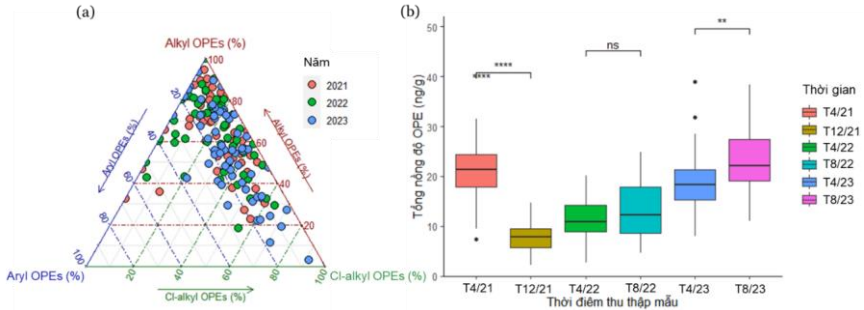 (a)
Alkyl OPEs (%)
Năm
2021
2022
2023
100
80
60
40
20
Alkyl OPEs (%)
20
40
60
80
100
Aryl OPEs (%)
Aryl OPEs (%)
20
40
60
80
100
Cl-alkyl OPEs (%)
Cl-alkyl OPEs (%)
(b)
Tổng nồng độ OPE (ng/g)
50
40
30
20
10
0
****
****
ns
**
T4/21
T12/21
T4/22
T8/22
T4/23
T8/23
Thời điểm thu thập mẫu
Thời gian
T4/21
T12/21
T4/22
T8/22
T4/23
T8/23